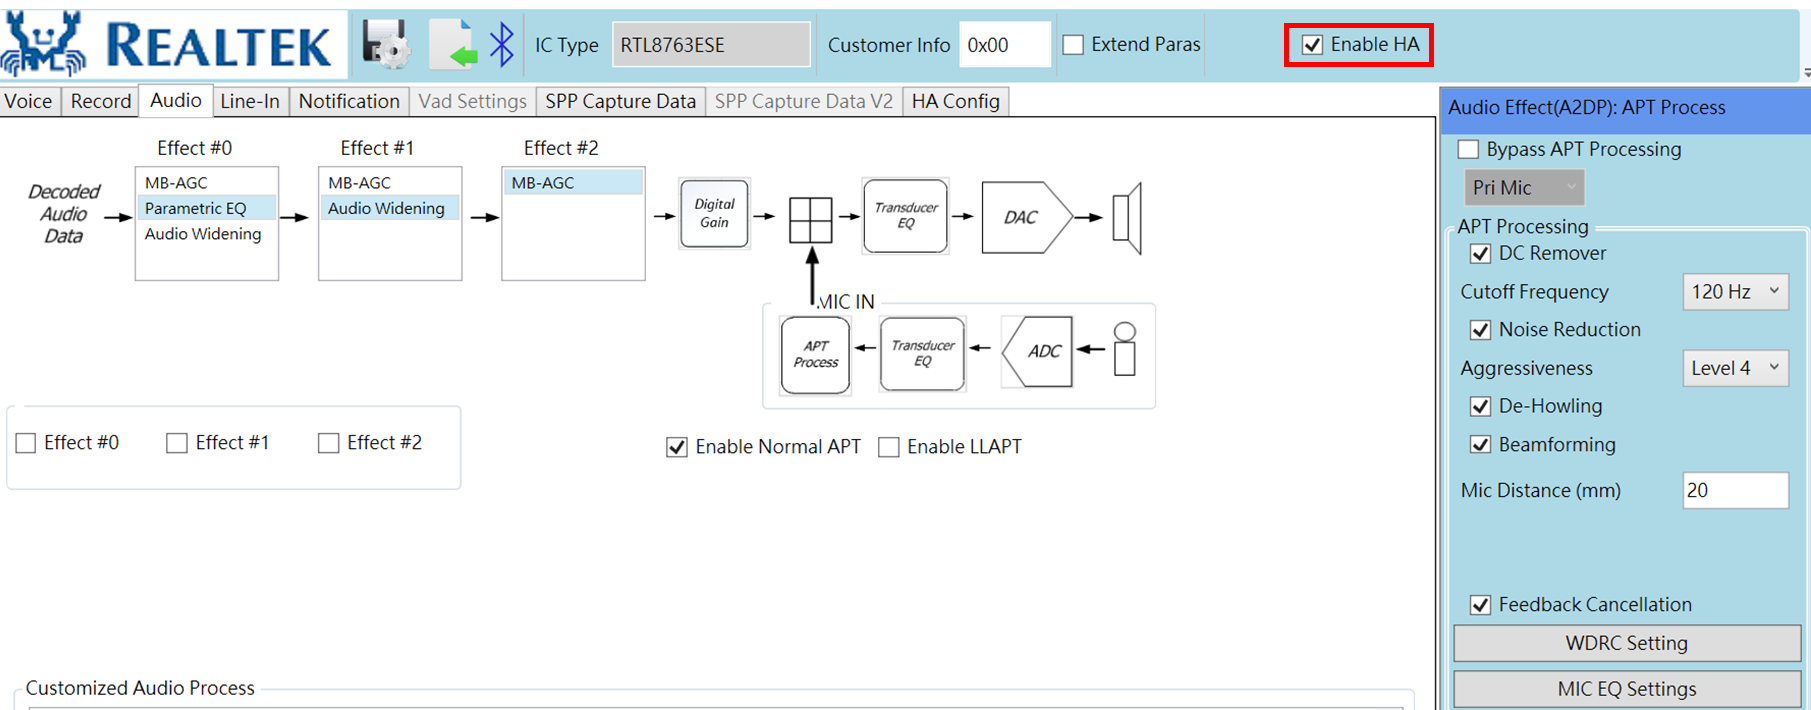 REALTEK
IC Type
RTL8763ESE
Customer Info
0x00
Extend Paras
Enable HA
Voice
Record
Audio
Line-In
Notification
Vad Settings
SPP Capture Data
SPP Capture Data V2
HA Config
Effect #0
Effect #1
Effect #2
Decoded
Audio
Data
MB-AGC
Parametric EQ
Audio Widening
MB-AGC
Audio Widening
MB-AGC
Digital
Gain
Transducer
EQ
DAC
MIC IN
APT
Process
Transducer
EQ
ADC
Effect #0
Effect #1
Effect #2
Enable Normal APT
Enable LLAPT
Customized Audio Process
Audio Effect(A2DP): APT Process
Bypass APT Processing
Pri Mic
APT Processing
DC Remover
Cutoff Frequency
120 Hz
Noise Reduction
Aggressiveness
Level 4
De-Howling
Beamforming
Mic Distance (mm)
20
Feedback Cancellation
WDRC Setting
MIC EQ Settings